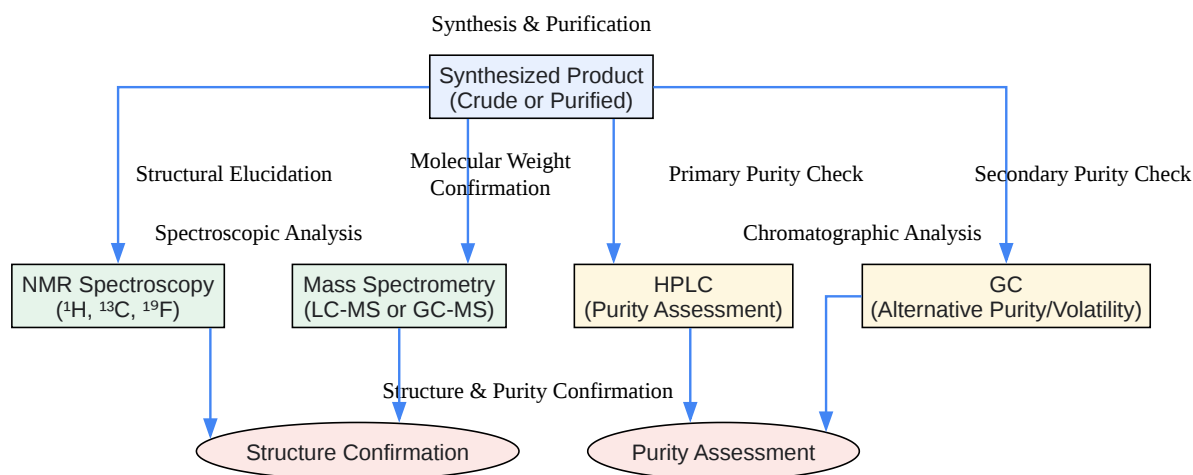 Synthesis & Purification
Synthesized Product
(Crude or Purified)
Structural Elucidation
Molecular Weight
Confirmation
Primary Purity Check
Secondary Purity Check
Spectroscopic Analysis
Chromatographic Analysis
NMR Spectroscopy
(¹H, ¹³C, ¹⁹F)
Mass Spectrometry
(LC-MS or GC-MS)
HPLC
(Purity Assessment)
GC
(Alternative Purity/Volatility)
Structure & Purity Confirmation
Structure Confirmation
Purity Assessment